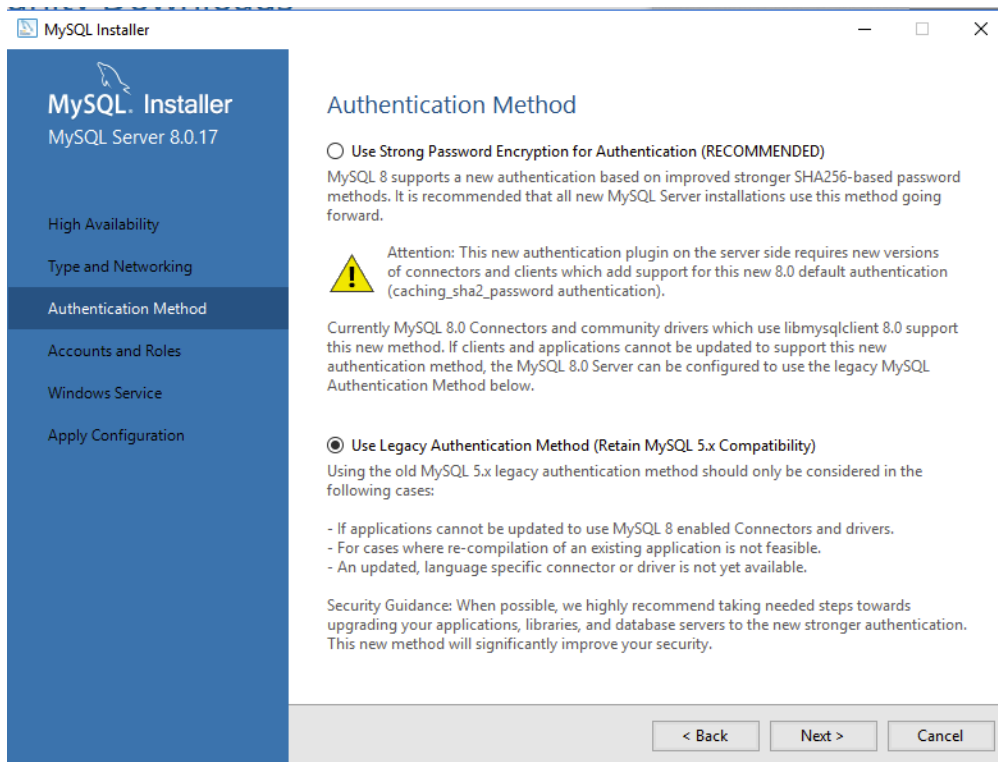 MySQL Installer
MySQL. Installer
MySQL Server 8.0.17
High Availability
Type and Networking
Authentication Method
Accounts and Roles
Windows Service
Apply Configuration
Authentication Method
Use Strong Password Encryption for Authentication (RECOMMENDED)
MySQL 8 supports a new authentication based on improved stronger SHA256-based password
methods. It is recommended that all new MySQL Server installations use this method going
forward.
Attention: This new authentication plugin on the server side requires new versions
of connectors and clients which add support for this new 8.0 default authentication
(caching_sha2_password authentication).
Currently MySQL 8.0 Connectors and community drivers which use libmysqlclient 8.0 support
this new method. If clients and applications cannot be updated to support this new
authentication method, the MySQL 8.0 Server can be configured to use the legacy MySQL
Authentication Method below.
Use Legacy Authentication Method (Retain MySQL 5.x Compatibility)
Using the old MySQL 5.x legacy authentication method should only be considered in the
following cases:
- If applications cannot be updated to use MySQL 8 enabled Connectors and drivers.
- For cases where re-compilation of an existing application is not feasible.
- An updated, language specific connector or driver is not yet available.
Security Guidance: When possible, we highly recommend taking needed steps towards
upgrading your applications, libraries, and database servers to the new stronger authentication.
This new method will significantly improve your security.
< Back
Next >
Cancel